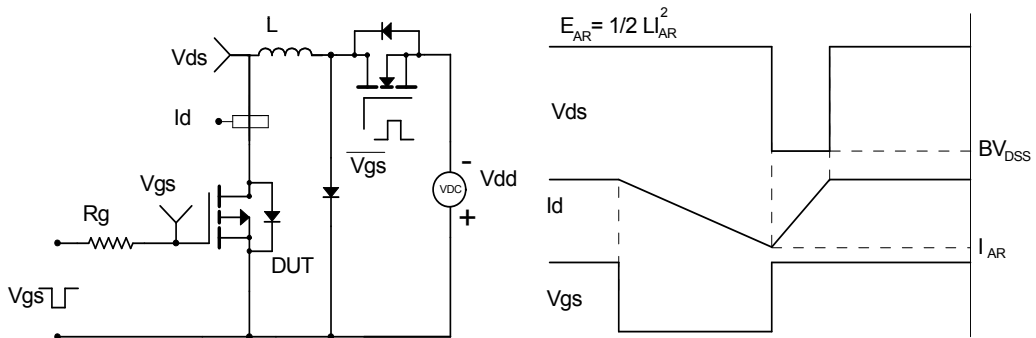 L
E_AR = 1/2 LI_AR^2
Vds
Id
Vgs
Vgs
Rg
DUT
Vgs
-
VDC
Vdd
+
Vds
BV_DSS
Id
I_AR
Vgs